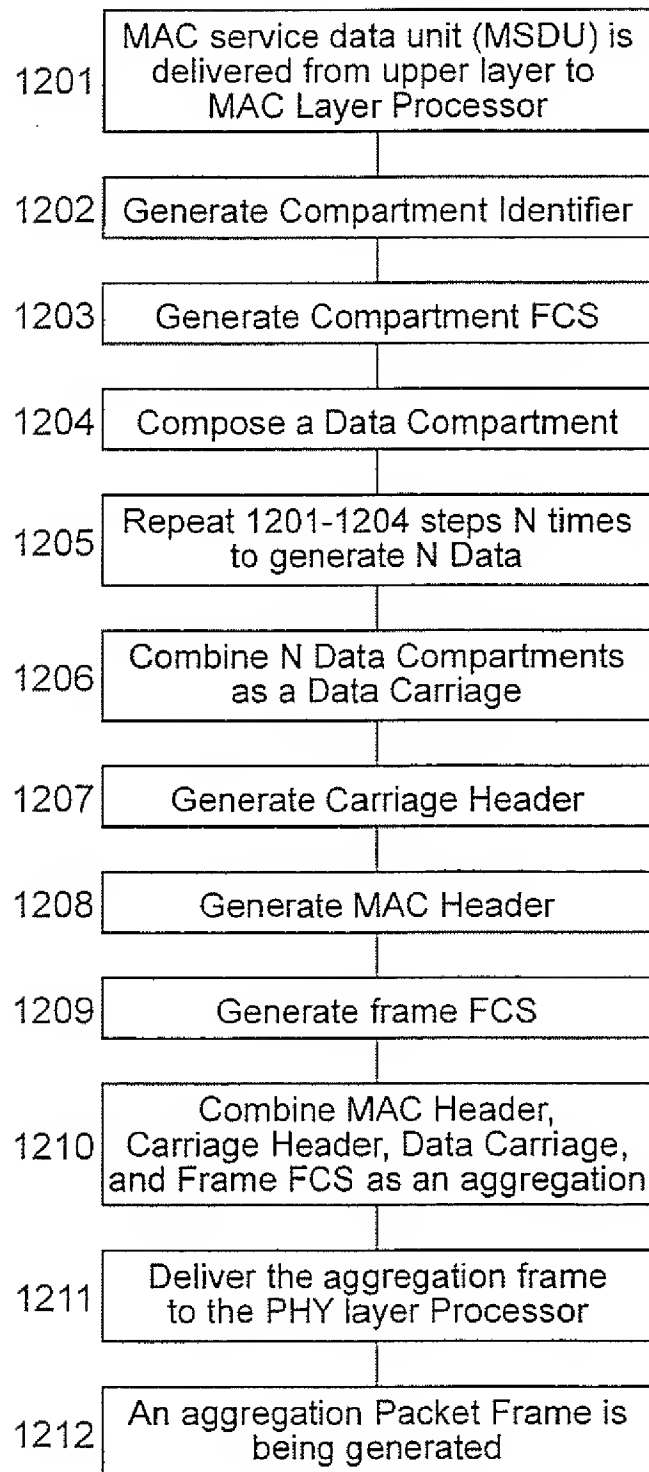 1201
MAC service data unit (MSDU) is
delivered from upper layer to
MAC Layer Processor
1202
Generate Compartment Identifier
1203
Generate Compartment FCS
1204
Compose a Data Compartment
1205
Repeat 1201-1204 steps N times
to generate N Data
1206
Combine N Data Compartments
as a Data Carriage
1207
Generate Carriage Header
1208
Generate MAC Header
1209
Generate frame FCS
1210
Combine MAC Header,
Carriage Header, Data Carriage,
and Frame FCS as an aggregation
1211
Deliver the aggregation frame
to the PHY layer Processor
1212
An aggregation Packet Frame is
being generated